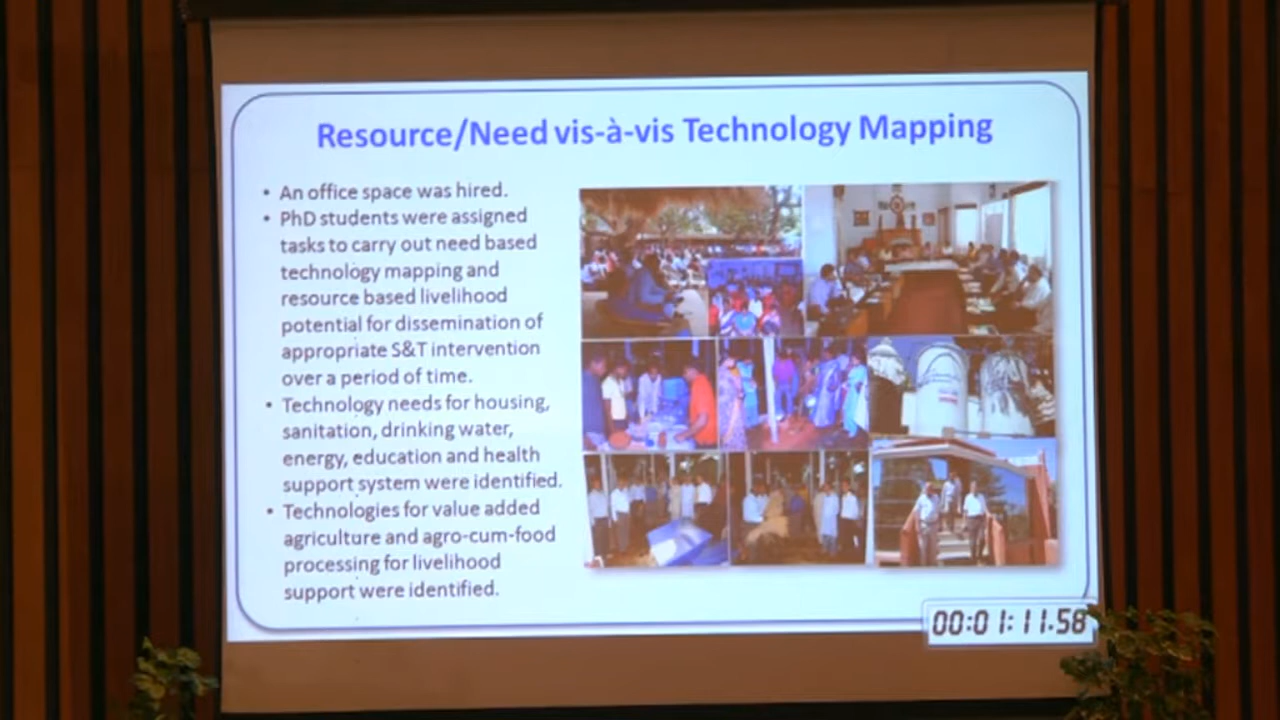 Resource/Need vis-à-vis Technology Mapping
• An office space was hired.
• PhD students were assigned
tasks to carry out need based
technology mapping and
resource based livelihood
potential for dissemination of
appropriate S&T intervention
over a period of time.
• Technology needs for housing,
sanitation, drinking water,
energy, education and health
support system were identified.
• Technologies for value added
agriculture and agro-cum-food
processing for livelihood
support were identified.
00:01:11.58